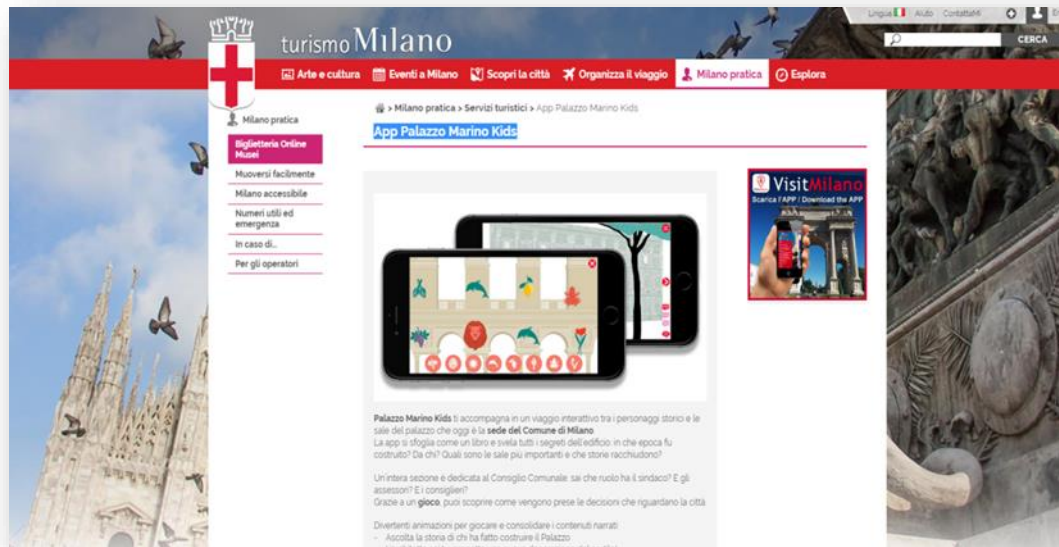 Lingua Aiuto ContattaMi
turismo Milano
CERCA
Arte e cultura Eventi a Milano Scopri la città Organizza il viaggio Milano pratica Esplora
> Milano pratica > Servizi turistici > App Palazzo Marino Kids
Milano pratica
App Palazzo Marino Kids
Biglietteria Online
Musei
Muoversi facilmente
Milano accessibile
Numeri utili ed
emergenza
In caso di...
Per gli operatori
VisitMilano
Scarica l'APP / Download the APP
Palazzo Marino Kids ti accompagna in un viaggio interattivo tra i personaggi storici e le
sale del palazzo che oggi è la sede del Comune di Milano
La app si sfoglia come un libro e svela tutti i segreti dell'edificio: in che epoca fu
costruito? Da chi? Quali sono le sale più importanti e che storie racchiudono?
Un'intera sezione è dedicata al Consiglio Comunale: sai che ruolo ha il sindaco? E gli
assessori? E i consiglieri?
Grazie a un gioco, puoi scoprire come vengono prese le decisioni che riguardano la città
Divertenti animazioni per giocare e consolidare i contenuti narrati
- Ascolta la storia di chi ha fatto costruire il Palazzo